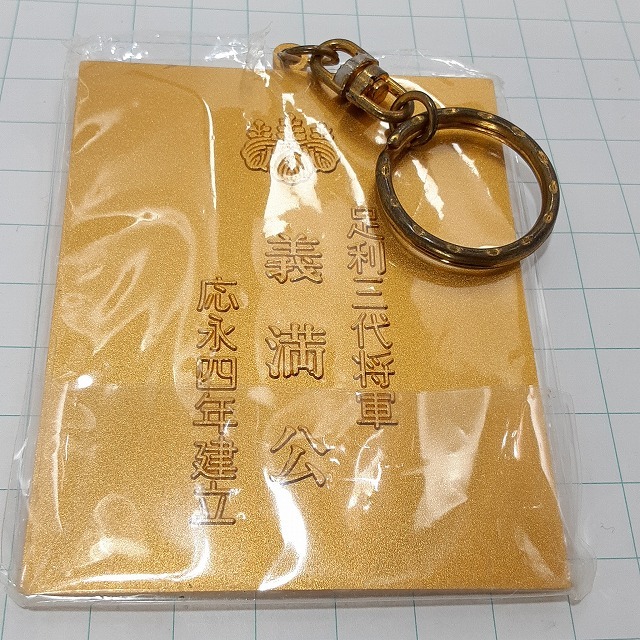 足利三代将軍
義満公
応永四年建立